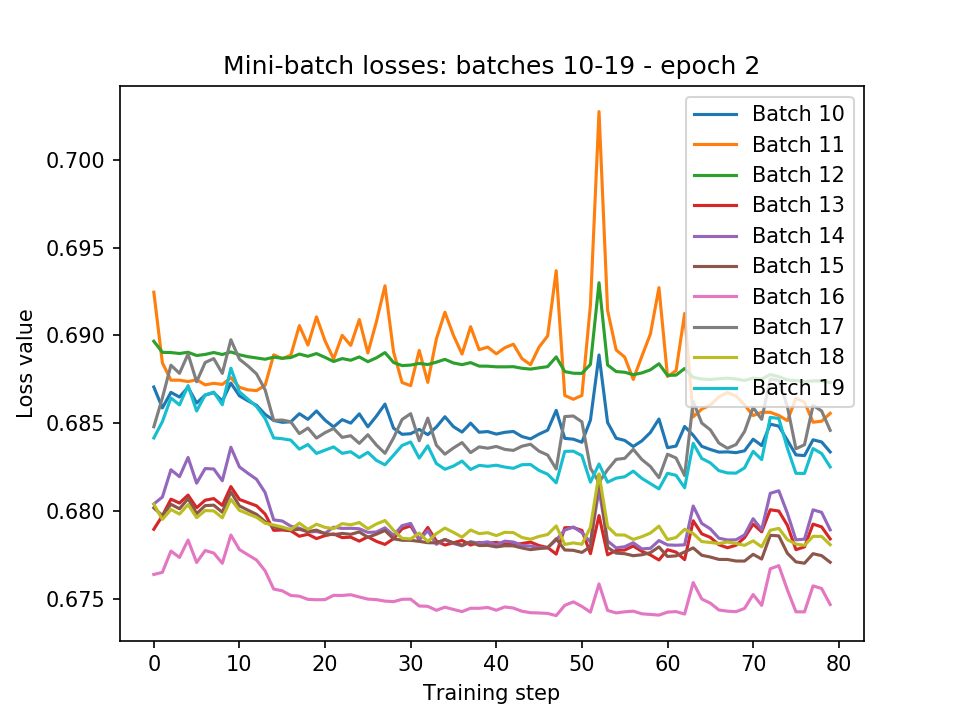 Mini-batch losses: batches 10-19 - epoch 2
Loss value
0.700
0.695
0.690
0.685
0.680
0.675
0 10 20 30 40 50 60 70 80
Training step
Batch 10
Batch 11
Batch 12
Batch 13
Batch 14
Batch 15
Batch 16
Batch 17
Batch 18
Batch 19